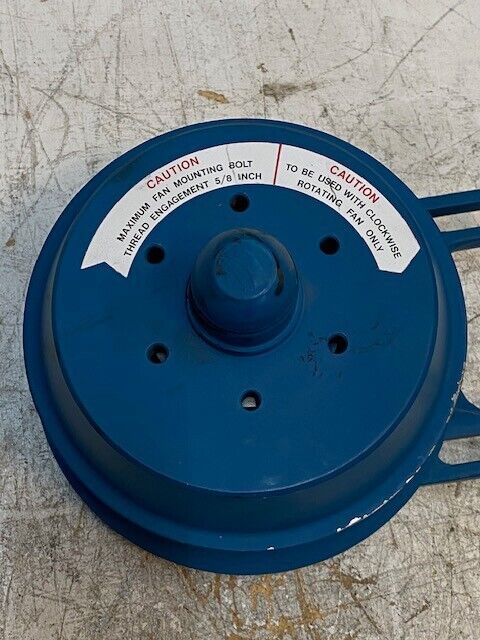 CAUTION
MAXIMUM FAN MOUNTING BOLT
THREAD ENGAGEMENT 5/8 INCH
CAUTION
TO BE USED WITH CLOCKWISE
ROTATING FAN ONLY